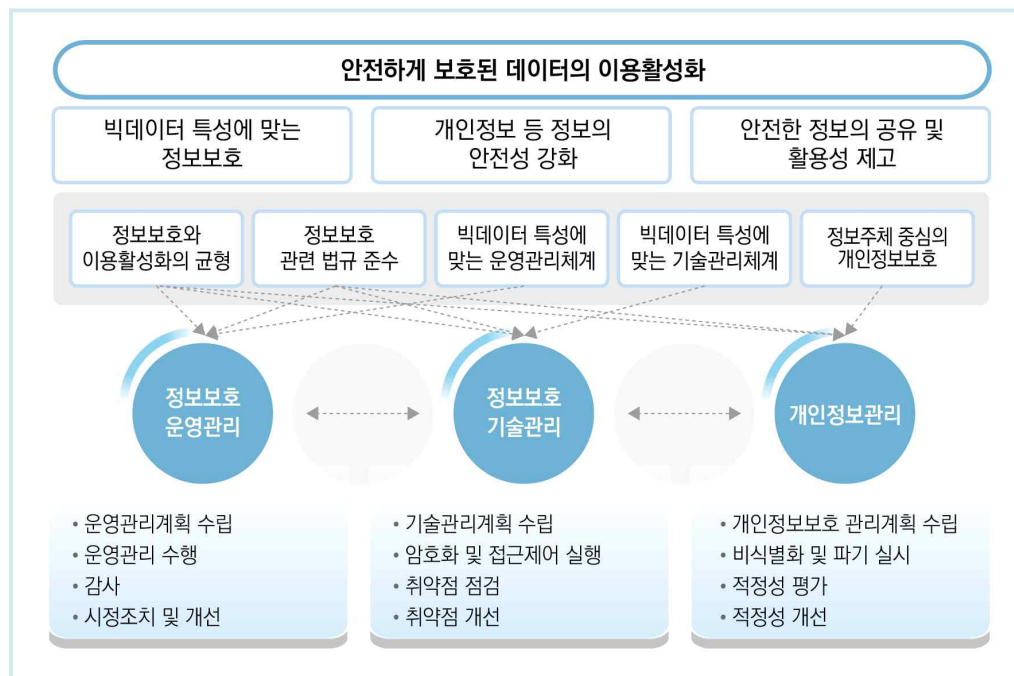 안전하게 보호된 데이터의 이용활성화
빅데이터 특성에 맞는
정보보호
개인정보 등 정보의
안전성 강화
안전한 정보의 공유 및
활용성 제고
정보보호와
이용활성화의 균형
정보보호
관련 법규 준수
빅데이터 특성에
맞는 운영관리체계
빅데이터 특성에
맞는 기술관리체계
정보주체 중심의
개인정보보호
정보보호
운영관리
정보보호
기술관리
개인정보관리
• 운영관리계획 수립
• 운영관리 수행
• 감사
• 시정조치 및 개선
• 기술관리계획 수립
• 암호화 및 접근제어 실행
• 취약점 점검
• 취약점 개선
• 개인정보보호 관리계획 수립
• 비식별화 및 파기 실시
• 적정성 평가
• 적정성 개선